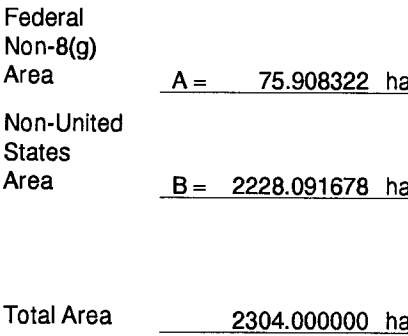 Federal
Non-8(g)
Area A = 75.908322 ha
Non-United
States
Area B = 2228.091678 ha
Total Area 2304.000000 ha